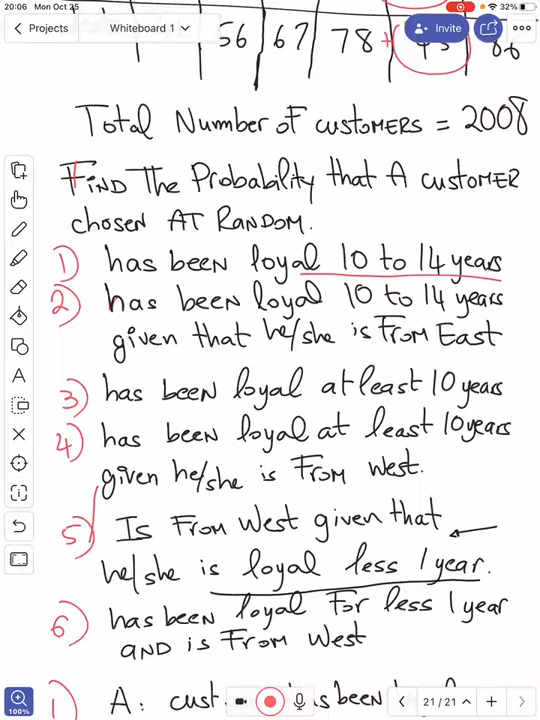 20:06 Mon Oct 25
32%
Projects
Whiteboard 1
Invite
56 67 78 +
Total Number of customers = 2008
Find The Probability that A customer
chosen AT RANDOM.
1) has been loyal 10 to 14 years
2) has been loyal 10 to 14 years
given that he/she is From East
3) has been loyal at least 10 years
4) has been loyal at least 10 years
given he/she is From West.
5) Is From West given that
he/she is loyal less 1 year.
6) has been loyal For less 1 year
AND is From West
1) A:
100%
21 / 21